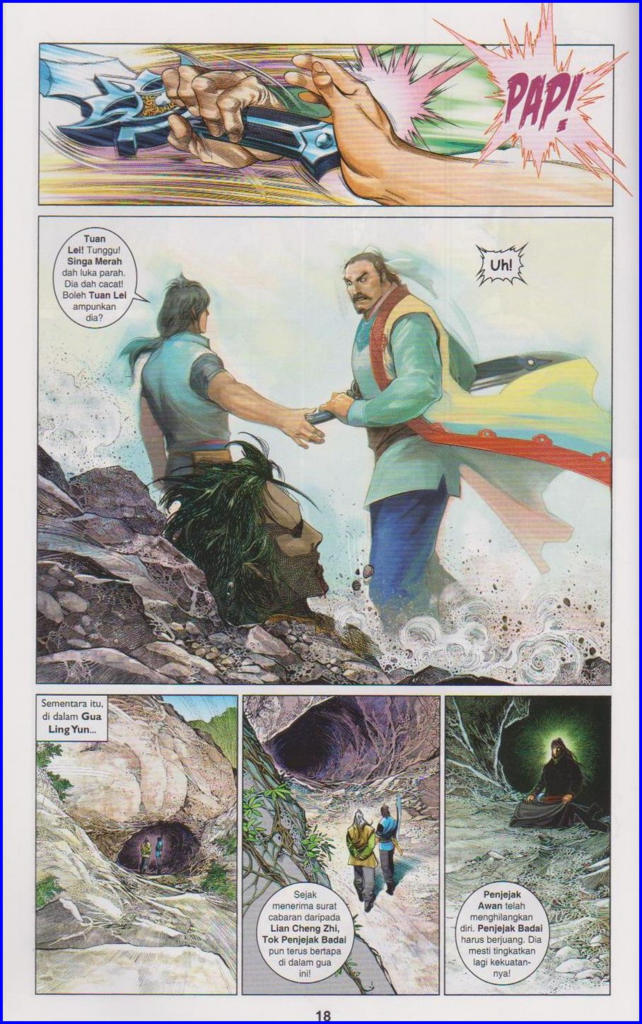 PAP!
Tuan
Lei! Tunggu!
Singa Merah
dah luka parah.
Dia dah cacat!
Boleh Tuan Lei
ampunkan
dia?
Uh!
Sementara itu,
di dalam Gua
Ling Yun...
Sejak
menerima surat
cabaran daripada
Lian Cheng Zhi,
Tok Penjejak Badai
pun terus bertapa
di dalam gua
ini!
Penjejak
Awan telah
menghilangkan
diri. Penjejak Badai
harus berjuang. Dia
mesti tingkatkan
lagi kekuatan-
nya!
18